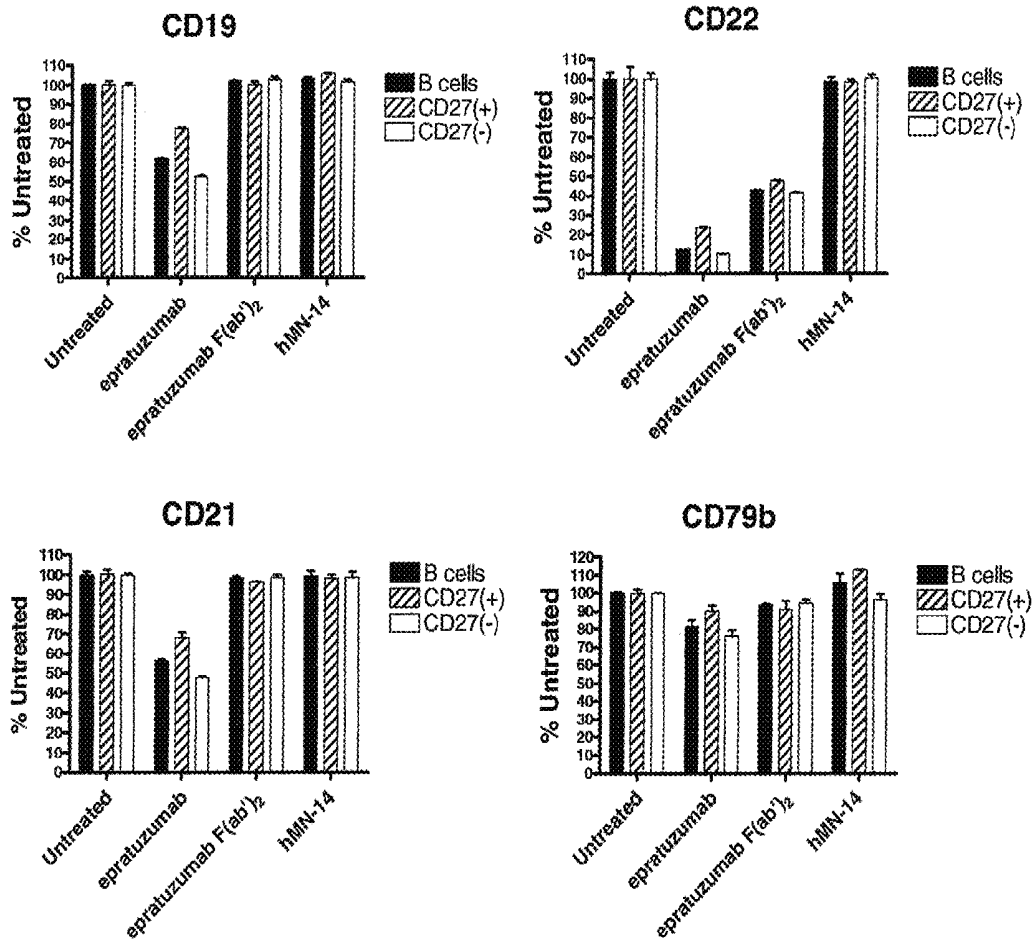 CD19
% Untreated
110
100
90
80
70
60
50
40
30
20
10
0
Untreated
epratuzumab
epratuzumab F(ab')₂
hMN-14
B cells
CD27(+)
CD27(-)
CD22
% Untreated
110
100
90
80
70
60
50
40
30
20
10
0
Untreated
epratuzumab
epratuzumab F(ab')₂
hMN-14
B cells
CD27(+)
CD27(-)
CD21
% Untreated
110
100
90
80
70
60
50
40
30
20
10
0
Untreated
epratuzumab
epratuzumab F(ab')₂
hMN-14
B cells
CD27(+)
CD27(-)
CD79b
% Untreated
120
110
100
90
80
70
60
50
40
30
20
10
0
Untreated
epratuzumab
epratuzumab F(ab')₂
hMN-14
B cells
CD27(+)
CD27(-)